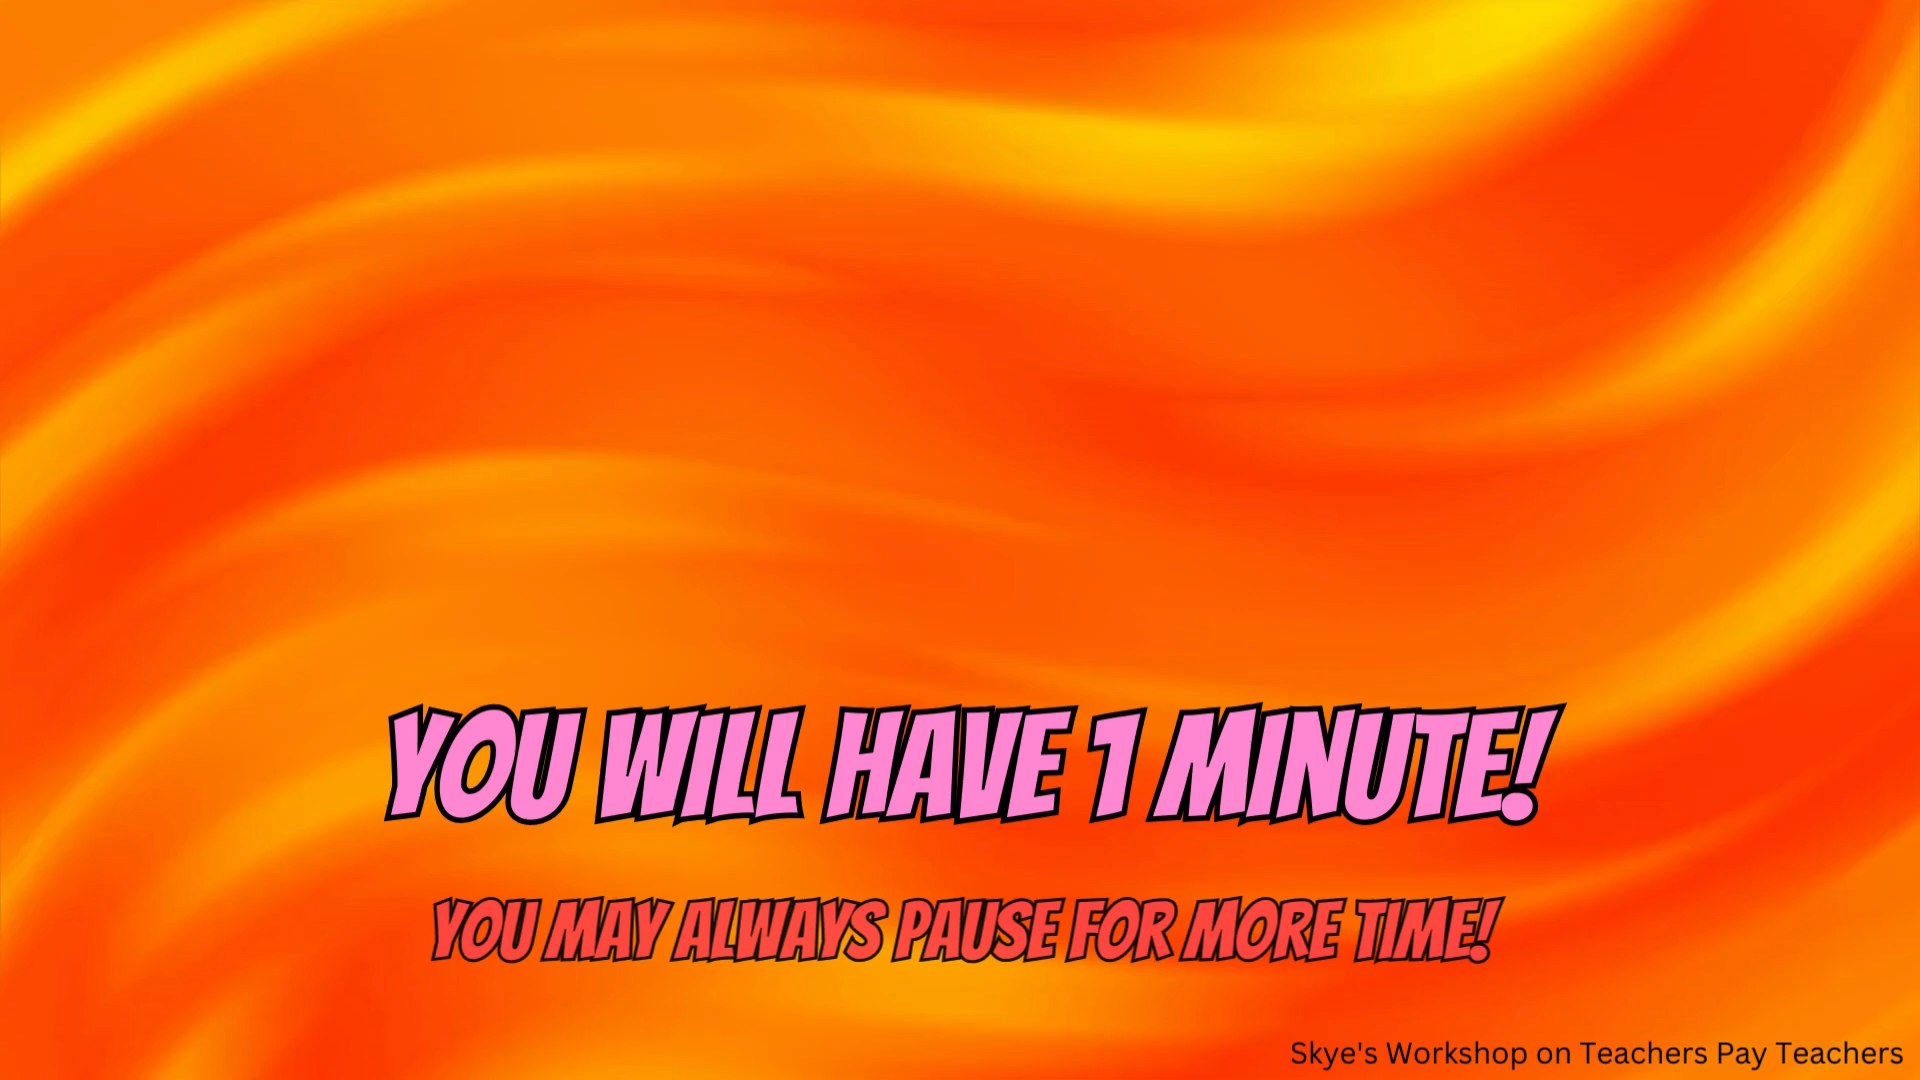 YOU WILL HAVE 1 MINUTE!
YOU MAY ALWAYS PAUSE FOR MORE TIME!
Skye's Workshop on Teachers Pay Teachers